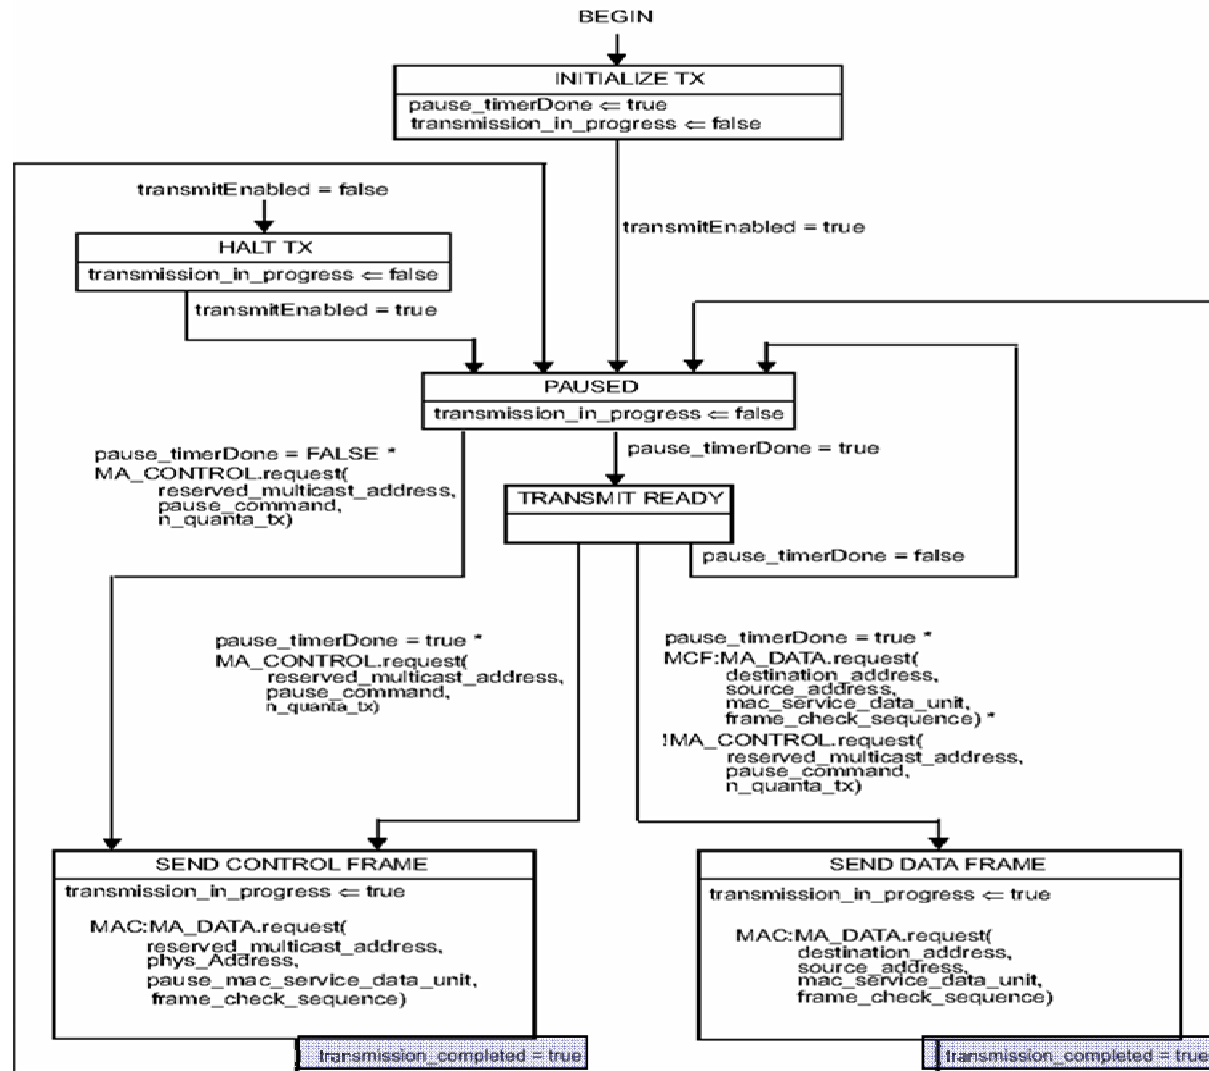 BEGIN
INITIALIZE TX
pause_timerDone ⇐ true
transmission_in_progress ⇐ false
transmitEnabled = false
transmitEnabled = true
HALT TX
transmission_in_progress ⇐ false
transmitEnabled = true
PAUSED
transmission_in_progress ⇐ false
pause_timerDone = FALSE *
MA_CONTROL.request(
reserved_multicast_address,
pause_command,
n_quanta_tx)
pause_timerDone = true
TRANSMIT READY
pause_timerDone = false
pause_timerDone = true *
MA_CONTROL.request(
reserved_multicast_address,
pause_command,
n_quanta_tx)
pause_timerDone = true *
MCF:MA_DATA.request(
destination_address,
source_address,
mac_service_data_unit,
frame_check_sequence) *
!MA_CONTROL.request(
reserved_multicast_address,
pause_command,
n_quanta_tx)
SEND CONTROL FRAME
transmission_in_progress ⇐ true
MAC:MA_DATA.request(
reserved_multicast_address,
phys_Address,
pause_mac_service_data_unit,
frame_check_sequence)
transmission_completed = true
SEND DATA FRAME
transmission_in_progress ⇐ true
MAC:MA_DATA.request(
destination_address,
source_address,
mac_service_data_unit,
frame_check_sequence)
transmission_completed = true